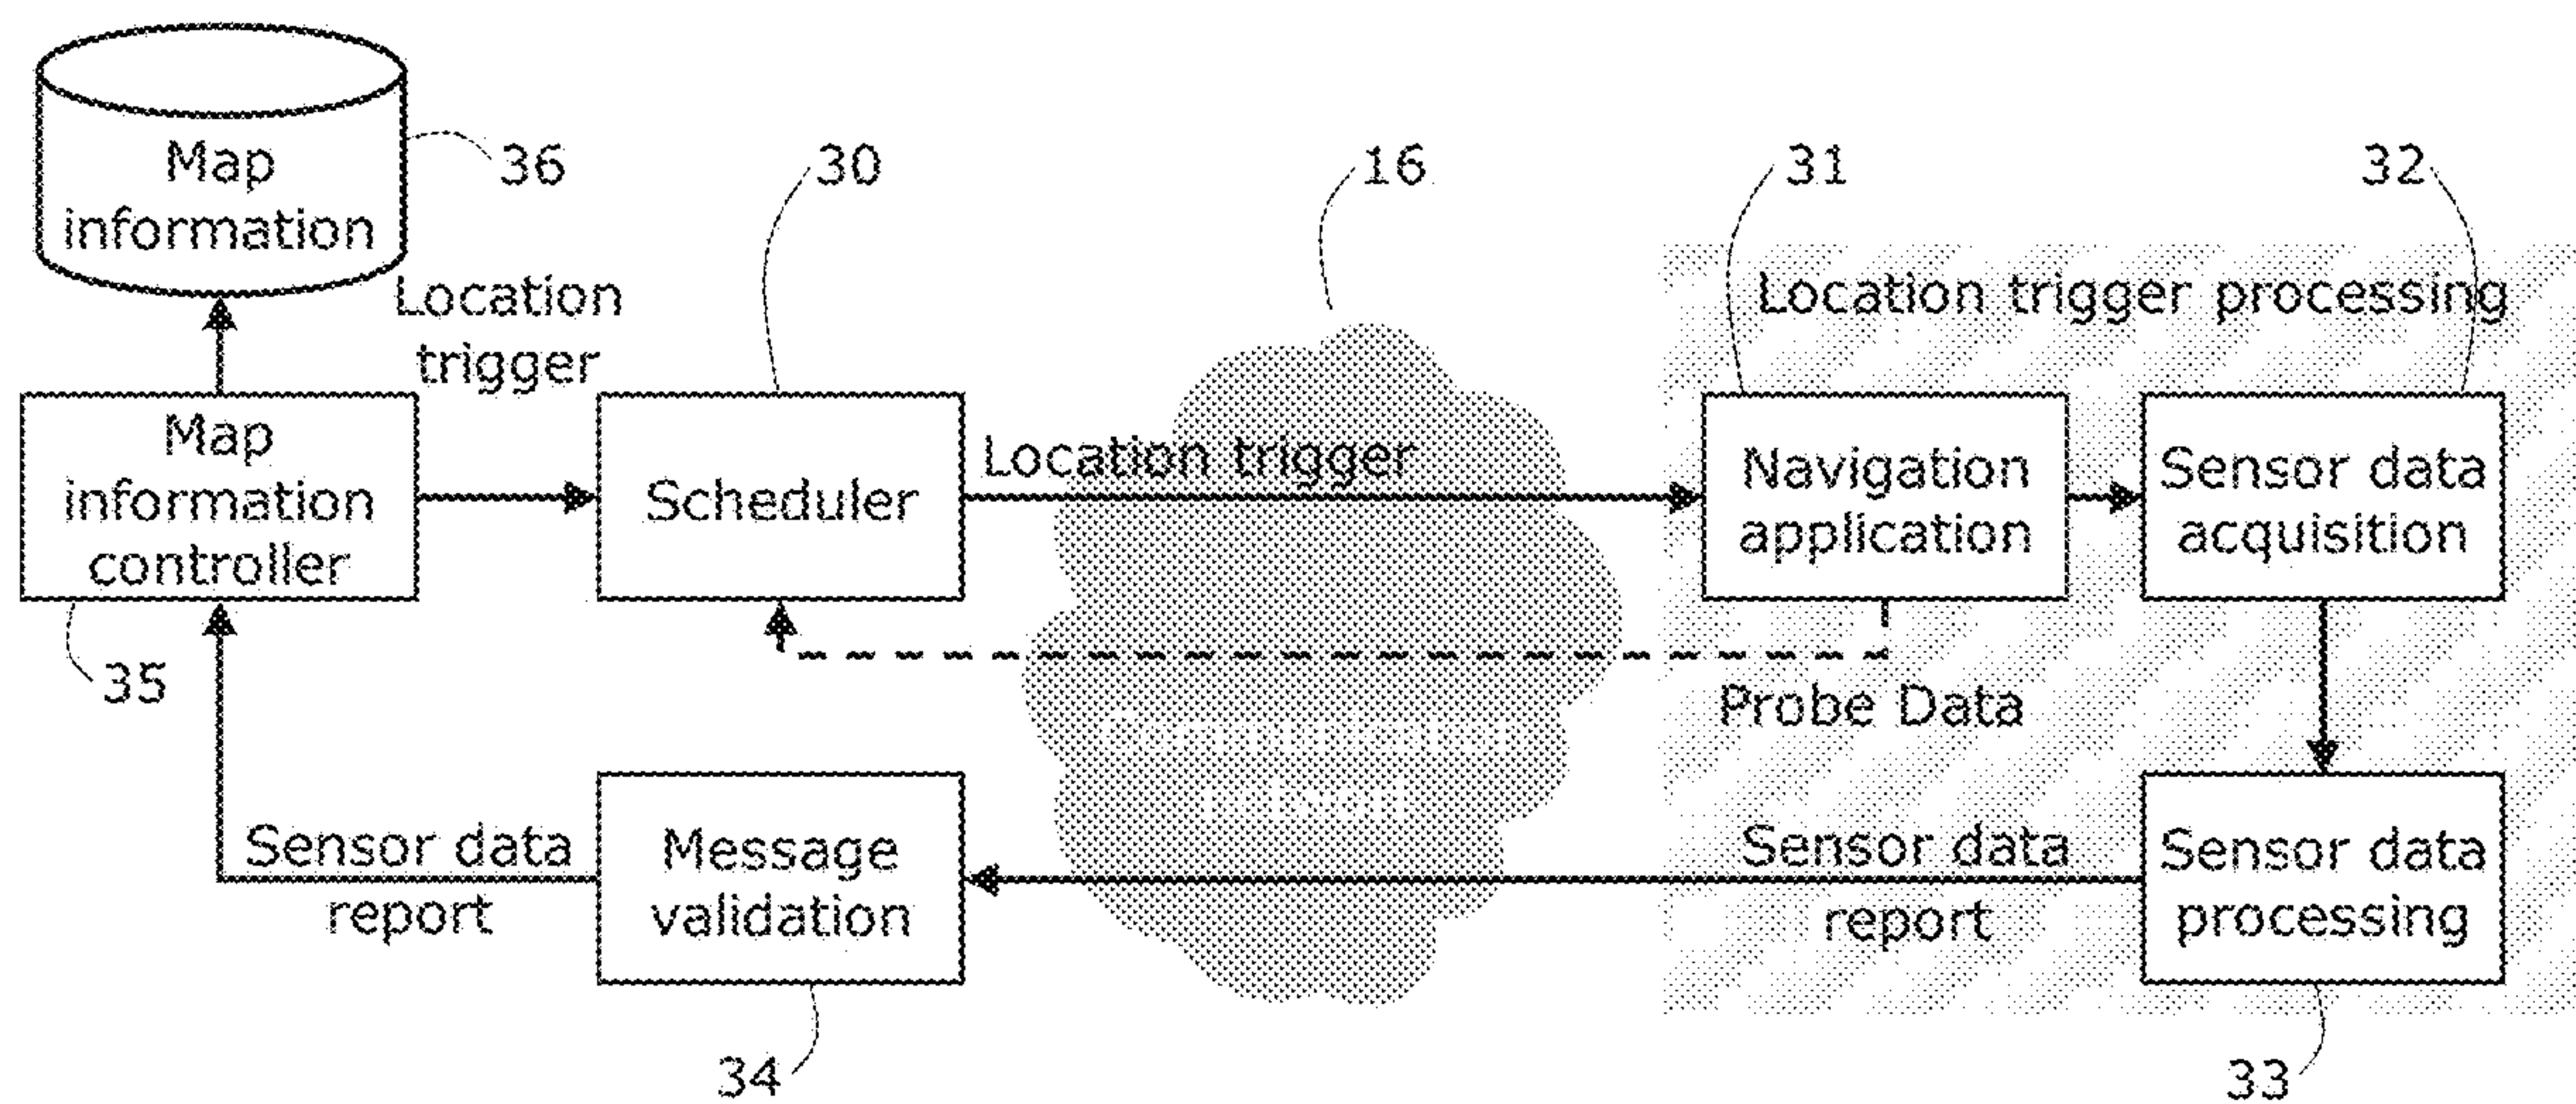 Map
information
36
30
16
31
32
Location
trigger
Location trigger processing
Map
information
controller
Scheduler
Location trigger
Navigation
application
Sensor data
acquisition
35
Probe Data
Sensor data
report
Message
validation
Sensor data
report
Sensor data
processing
34
33